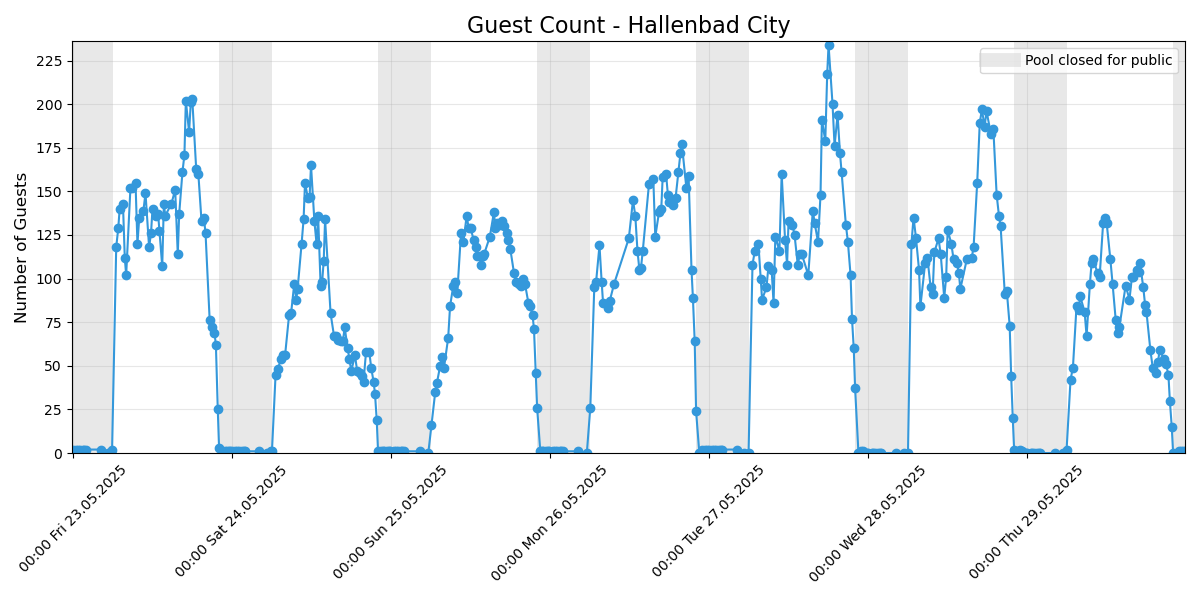 Guest Count - Hallenbad City
Pool closed for public
Number of Guests
225
200
175
150
125
100
75
50
25
0
00:00 Fri 23.05.2025
00:00 Sat 24.05.2025
00:00 Sun 25.05.2025
00:00 Mon 26.05.2025
00:00 Tue 27.05.2025
00:00 Wed 28.05.2025
00:00 Thu 29.05.2025